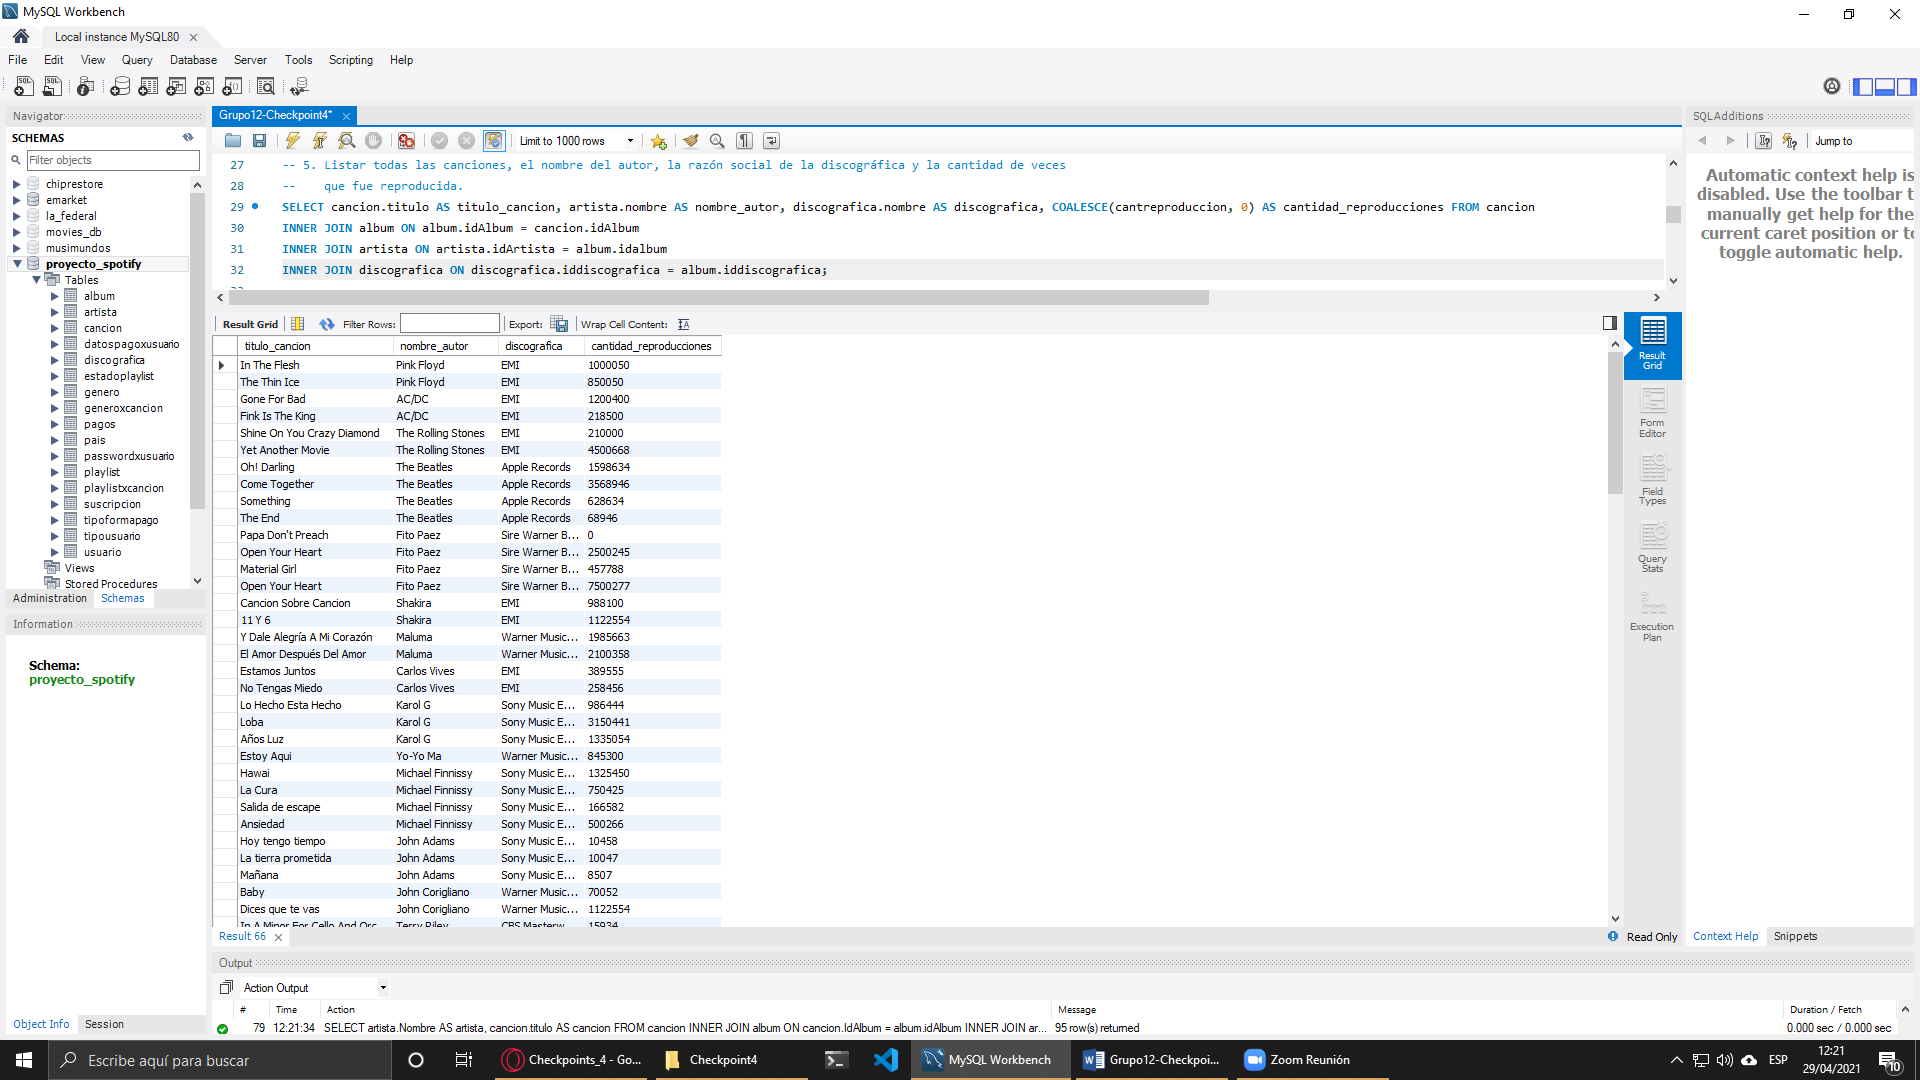 MySQL Workbench
Local instance MySQL80
File Edit View Query Database Server Tools Scripting Help
Navigator
SCHEMAS
Filter objects
chiprestore
emarket
la_federal
movies_db
musimundos
proyecto_spotify
Tables
album
artista
cancion
datospagoxusuario
discografica
estadoplaylist
genero
generoxcancion
pagos
pais
passwordxusuario
playlist
playlistxcancion
suscripcion
tipoformapago
tipousuario
usuario
Views
Stored Procedures
Administration Schemas
Information
Schema:
proyecto_spotify
Object Info Session
Grupo12-Checkpoint4*
Limit to 1000 rows
27 -- 5. Listar todas las canciones, el nombre del autor, la razón social de la discográfica y la cantidad de veces
28 -- que fue reproducida.
29 SELECT cancion.titulo AS titulo_cancion, artista.nombre AS nombre_autor, discografica.nombre AS discografica, COALESCE(cantreproduccion, 0) AS cantidad_reproducciones FROM cancion
30 INNER JOIN album ON album.idAlbum = cancion.idAlbum
31 INNER JOIN artista ON artista.idArtista = album.idalbum
32 INNER JOIN discografica ON discografica.iddiscografica = album.iddiscografica;
Result Grid Filter Rows: Export: Wrap Cell Content:
titulo_cancion nombre_autor discografica cantidad_reproducciones
In The Flesh Pink Floyd EMI 1000050
The Thin Ice Pink Floyd EMI 850050
Gone For Bad AC/DC EMI 1200400
Fink Is The King AC/DC EMI 218500
Shine On You Crazy Diamond The Rolling Stones EMI 210000
Yet Another Movie The Rolling Stones EMI 4500668
Oh! Darling The Beatles Apple Records 1598634
Come Together The Beatles Apple Records 3568946
Something The Beatles Apple Records 628634
The End The Beatles Apple Records 68946
Papa Don't Preach Fito Paez Sire Warner B... 0
Open Your Heart Fito Paez Sire Warner B... 2500245
Material Girl Fito Paez Sire Warner B... 457788
Open Your Heart Fito Paez Sire Warner B... 7500277
Cancion Sobre Cancion Shakira EMI 988100
11 Y 6 Shakira EMI 1122554
Y Dale Alegría A Mi Corazón Maluma Warner Music... 1985663
El Amor Después Del Amor Maluma Warner Music... 2100358
Estamos Juntos Carlos Vives EMI 389555
No Tengas Miedo Carlos Vives EMI 258456
Lo Hecho Esta Hecho Karol G Sony Music E... 986444
Loba Karol G Sony Music E... 3150441
Años Luz Karol G Sony Music E... 1335054
Estoy Aqui Yo-Yo Ma Warner Music... 845300
Hawai Michael Finnissy Sony Music E... 1325450
La Cura Michael Finnissy Sony Music E... 750425
Salida de escape Michael Finnissy Sony Music E... 166582
Ansiedad Michael Finnissy Sony Music E... 500266
Hoy tengo tiempo John Adams Sony Music E... 10458
La tierra prometida John Adams Sony Music E... 10047
Mañana John Adams Sony Music E... 8507
Baby John Corigliano Warner Music... 70052
Dices que te vas John Corigliano Warner Music... 1122554
In A Minor For Cello And Orc... Terry Riley CBS Masterw... 15934
Result 66
Read Only
Result
Grid
Form
Editor
Field
Types
Query
Stats
Execution
Plan
SQLAdditions
Jump to
Automatic context help is
disabled. Use the toolbar t
manually get help for the
current caret position or to
toggle automatic help.
Context Help Snippets
Output
Action Output
# Time Action Message Duration / Fetch
79 12:21:34 SELECT artista.Nombre AS artista, cancion.titulo AS cancion FROM cancion INNER JOIN album ON cancion.IdAlbum = album.idAlbum INNER JOIN ar... 95 row(s) returned 0.000 sec / 0.000 sec
Escribe aquí para buscar
Checkpoints_4 - Go...
Checkpoint4
MySQL Workbench
Grupo12-Checkpoi...
Zoom Reunión
ESP
12:21
29/04/2021
10